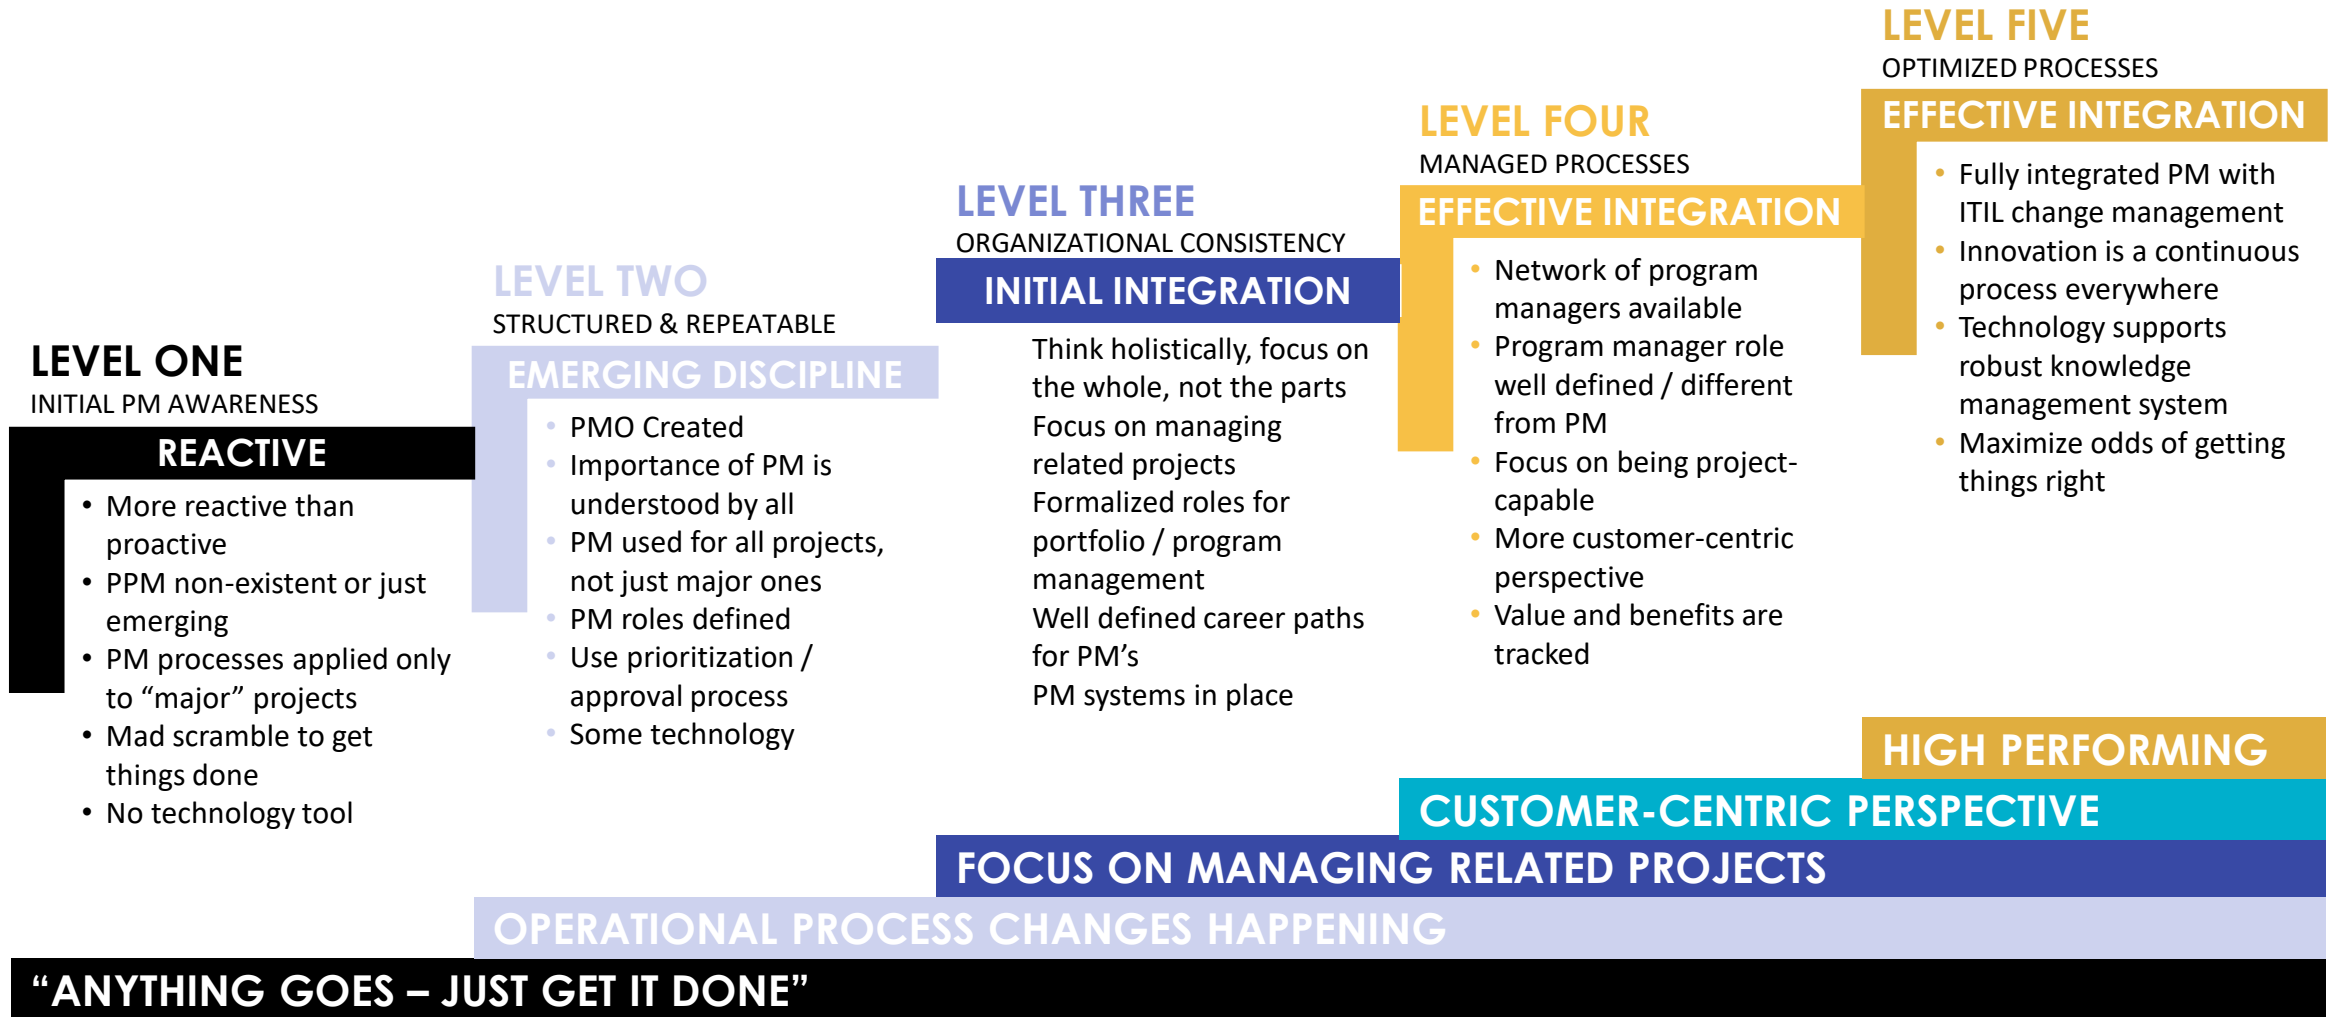 LEVEL ONE
INITIAL PM AWARENESS
REACTIVE
• More reactive than
proactive
• PPM non-existent or just
emerging
• PM processes applied only
to “major” projects
• Mad scramble to get
things done
• No technology tool
LEVEL TWO
STRUCTURED & REPEATABLE
EMERGING DISCIPLINE
• PMO Created
• Importance of PM is
understood by all
• PM used for all projects,
not just major ones
• PM roles defined
• Use prioritization /
approval process
• Some technology
LEVEL THREE
ORGANIZATIONAL CONSISTENCY
INITIAL INTEGRATION
Think holistically, focus on
the whole, not the parts
Focus on managing
related projects
Formalized roles for
portfolio / program
management
Well defined career paths
for PM’s
PM systems in place
LEVEL FOUR
MANAGED PROCESSES
EFFECTIVE INTEGRATION
• Network of program
managers available
• Program manager role
well defined / different
from PM
• Focus on being project-
capable
• More customer-centric
perspective
• Value and benefits are
tracked
LEVEL FIVE
OPTIMIZED PROCESSES
EFFECTIVE INTEGRATION
• Fully integrated PM with
ITIL change management
• Innovation is a continuous
process everywhere
• Technology supports
robust knowledge
management system
• Maximize odds of getting
things right
HIGH PERFORMING
CUSTOMER-CENTRIC PERSPECTIVE
FOCUS ON MANAGING RELATED PROJECTS
OPERATIONAL PROCESS CHANGES HAPPENING
“ANYTHING GOES – JUST GET IT DONE”